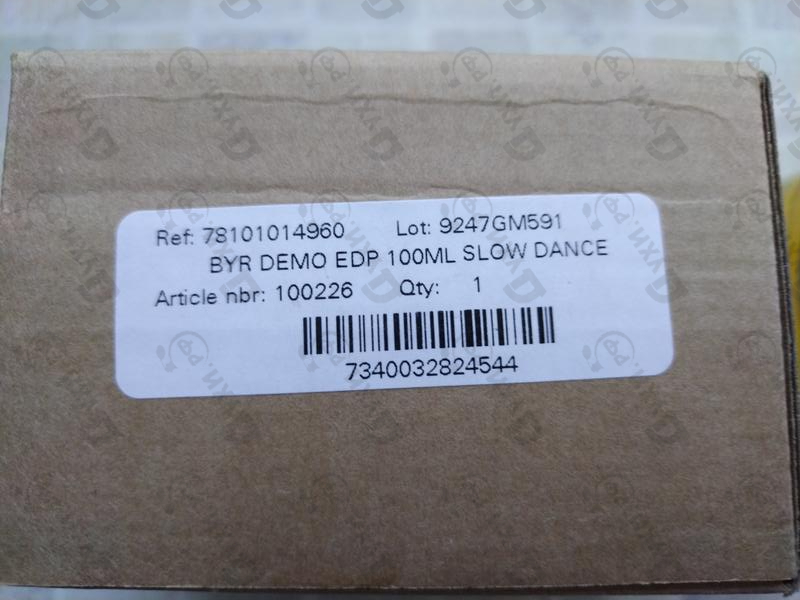 Ref: 78101014960 Lot: 9247GM591
BYR DEMO EDP 100ML SLOW DANCE
Article nbr: 100226 Qty: 1
7340032824544